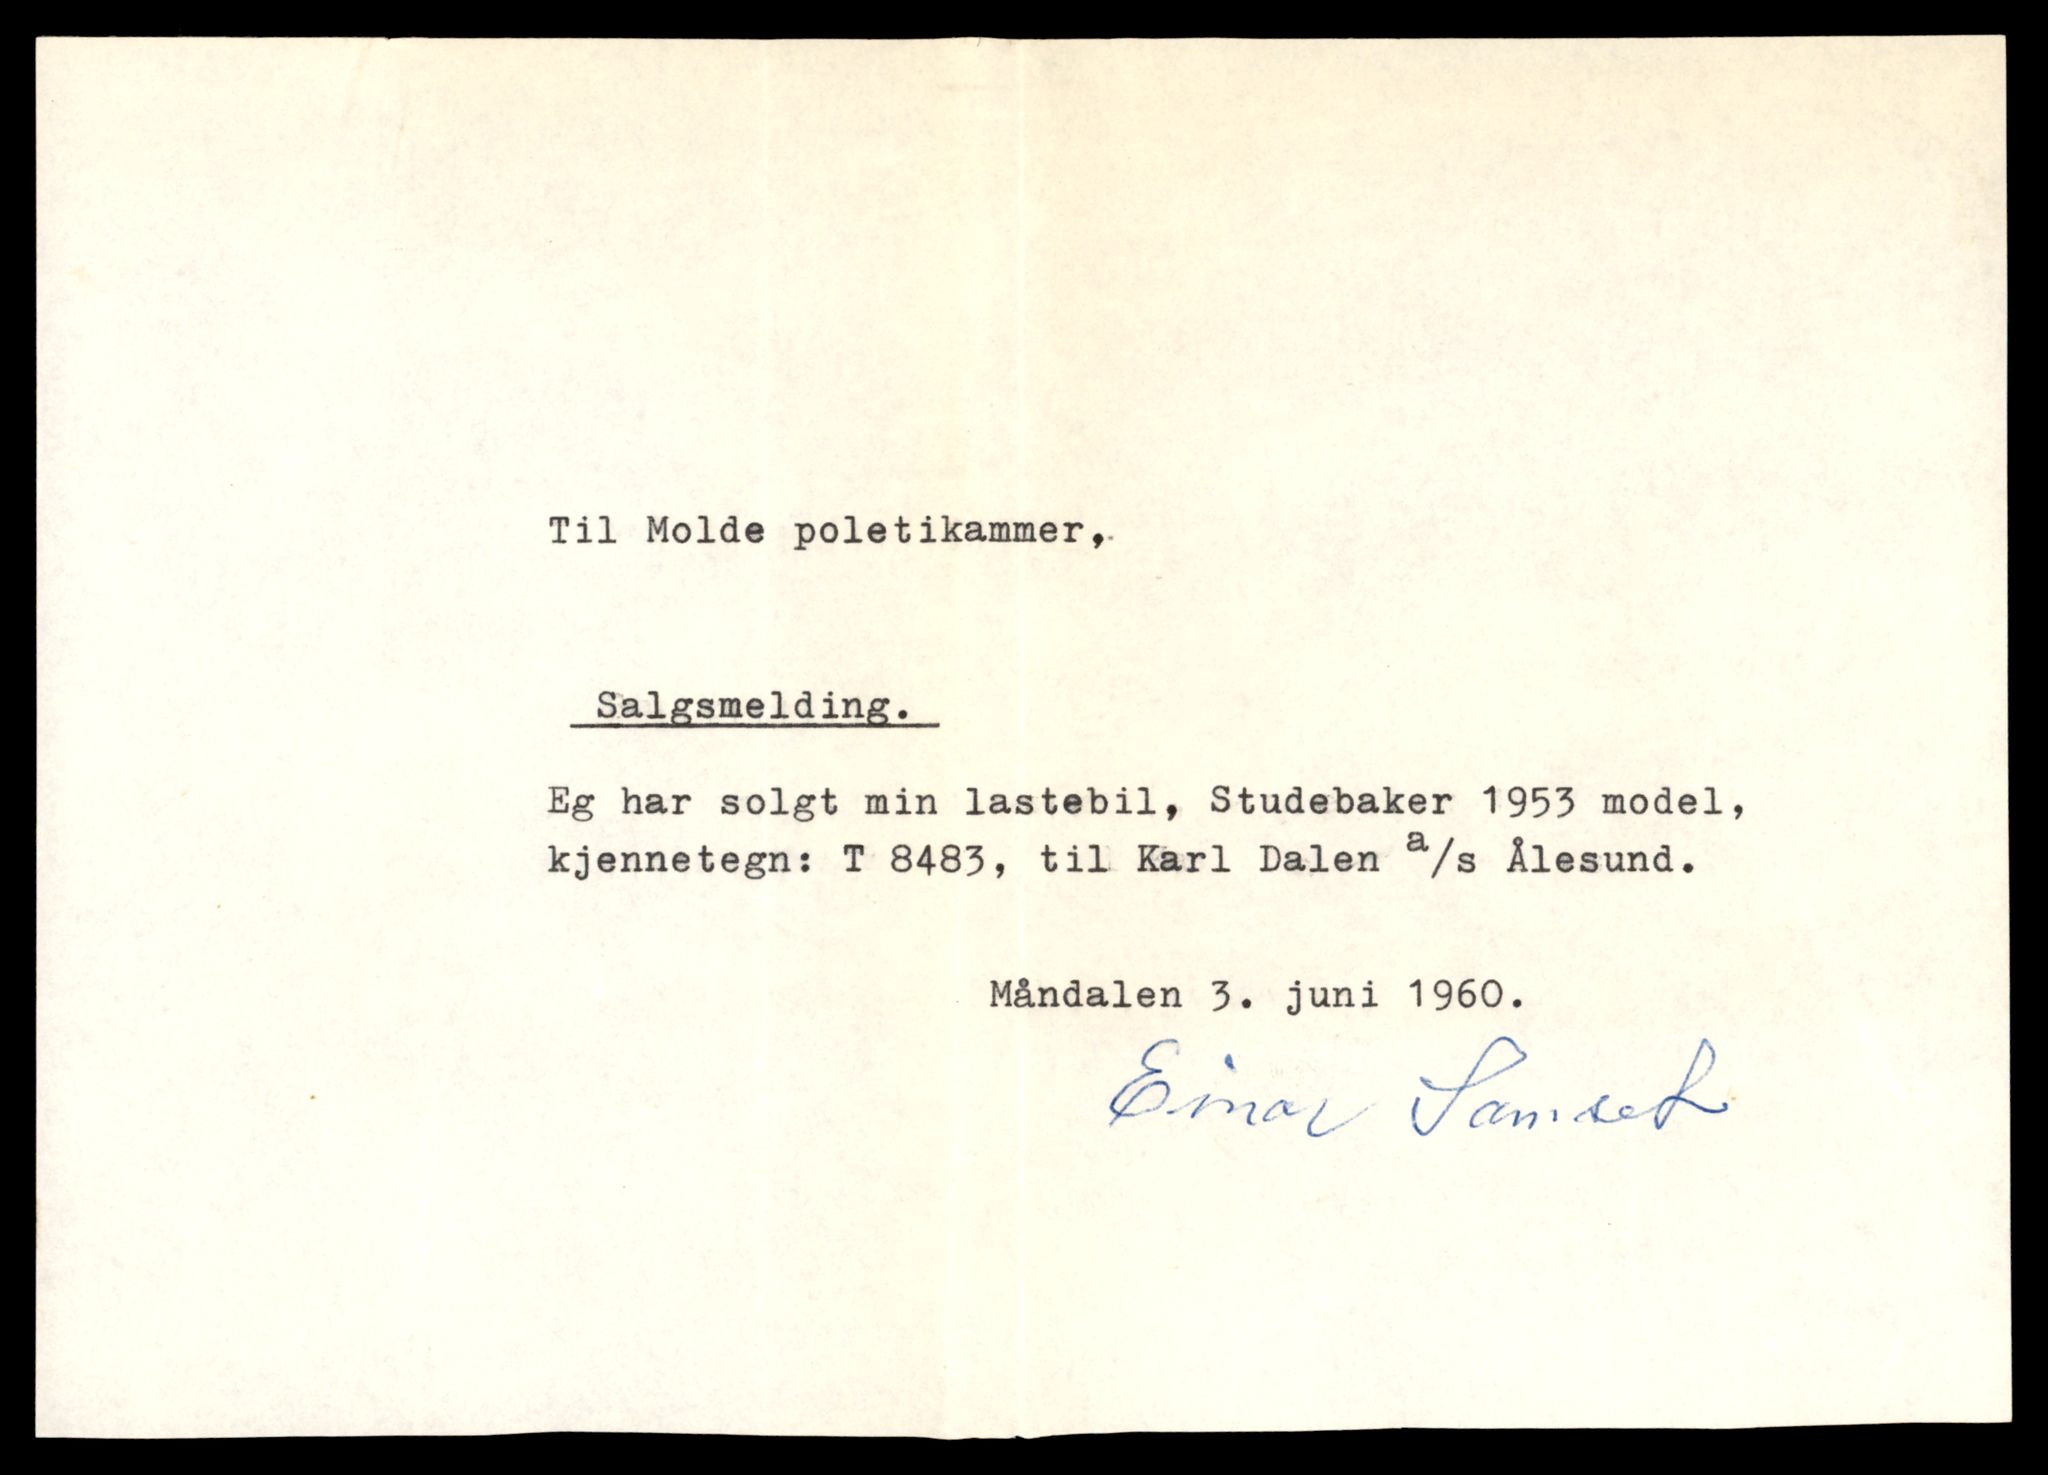 Til Molde poletikammer,
Salgsmelding.
Eg har solgt min lastebil, Studebaker 1953 model,
kjennetegn: T 8483, til Karl Dalen a/s Ålesund.
Måndalen 3. juni 1960.
Einar Samset